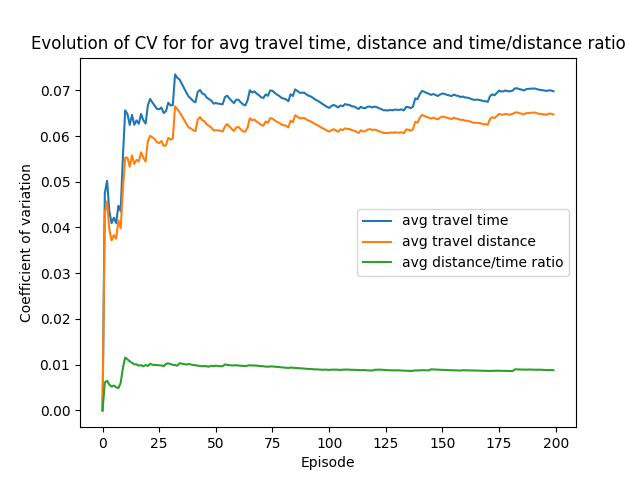 Evolution of CV for for avg travel time, distance and time/distance ratio
Coefficient of variation
0.07
0.06
0.05
0.04
0.03
0.02
0.01
0.00
avg travel time
avg travel distance
avg distance/time ratio
0 25 50 75 100 125 150 175 200
Episode